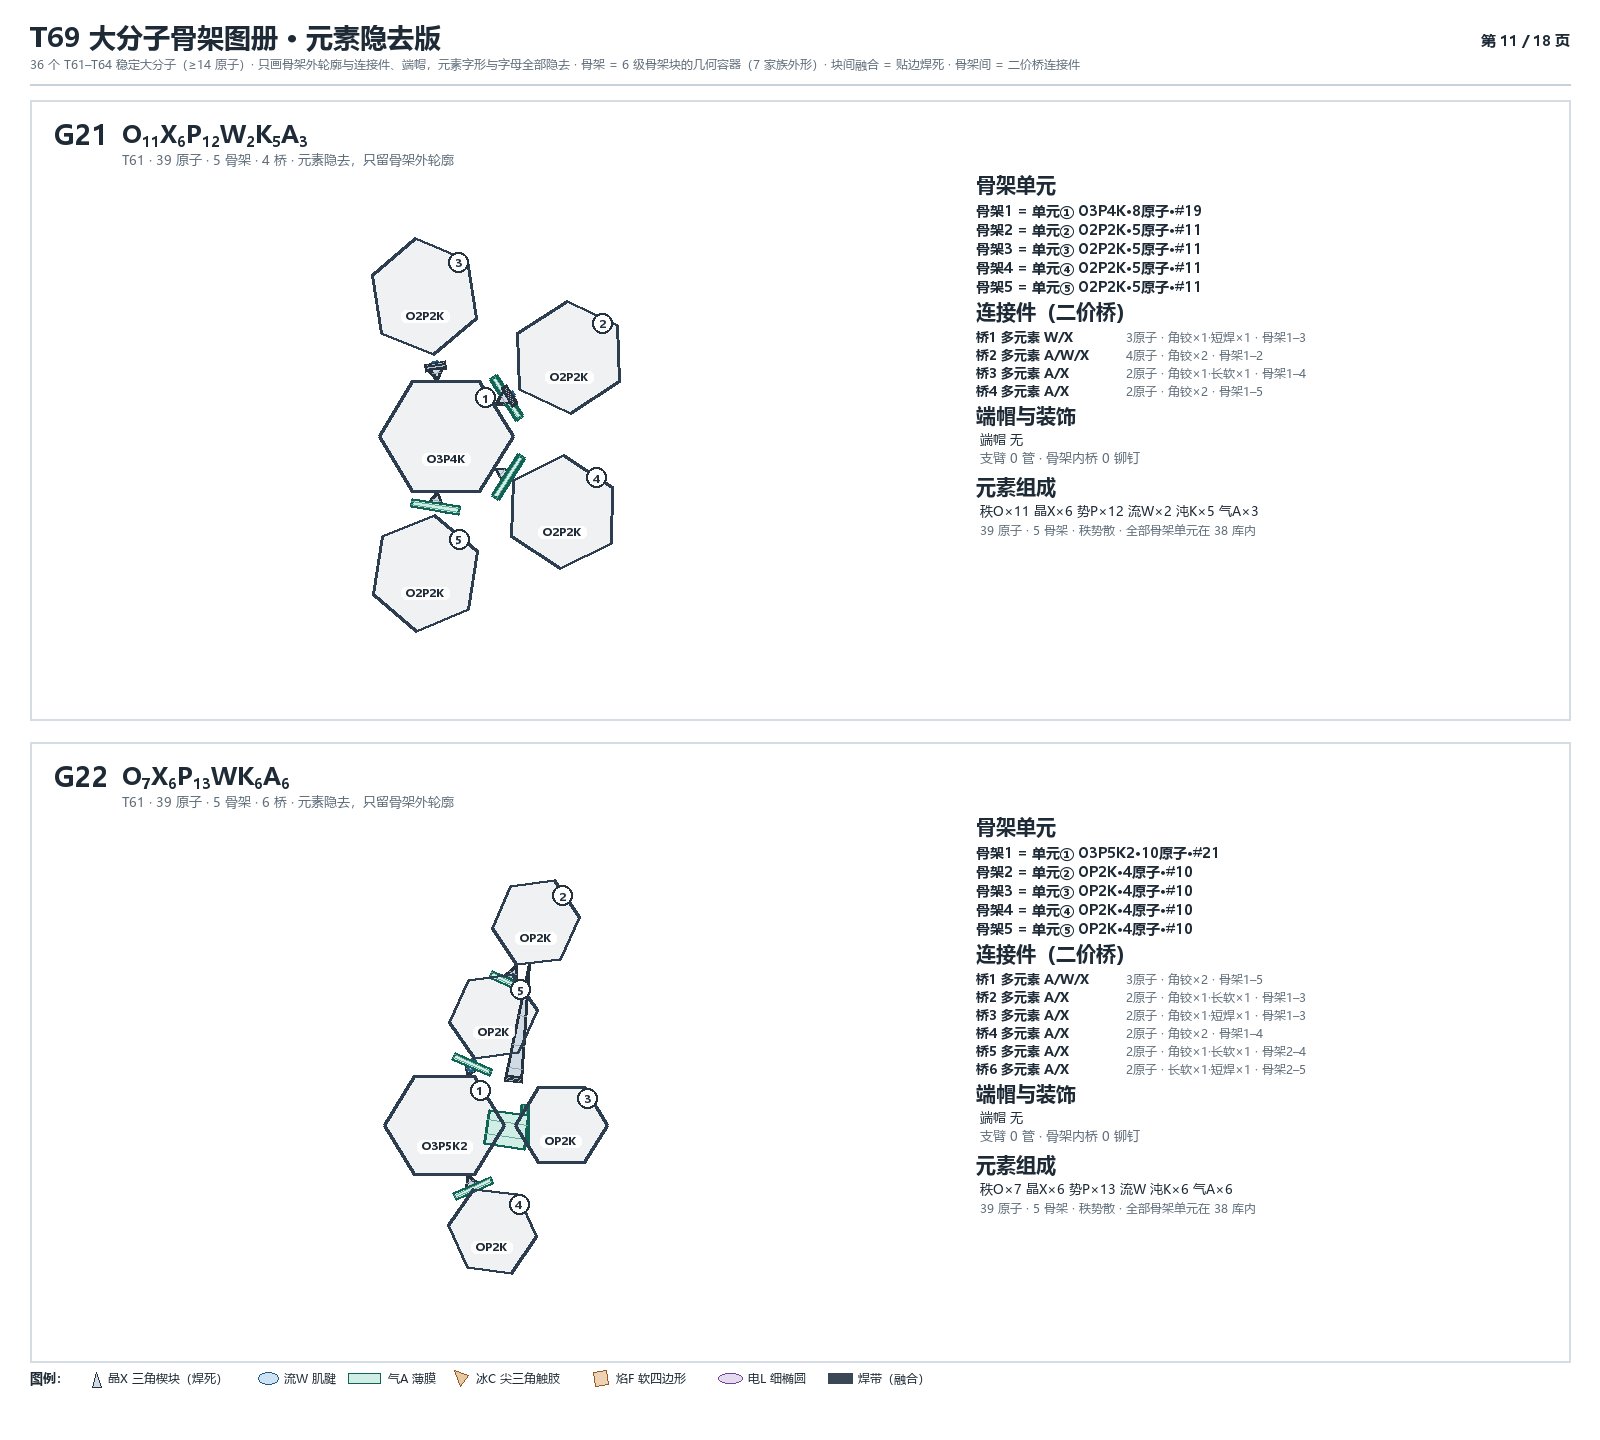 T69 大分子骨架图册 · 元素隐去版
第 11 / 18 页
36 个 T61–T64 稳定大分子（≥14 原子）· 只画骨架外轮廓与连接件、端帽，元素字形与字母全部隐去 · 骨架 = 6 级骨架块的几何容器（7 家族外形）· 块间融合 = 贴边焊死 · 骨架间 = 二价桥连接件
G21 O₁₁X₆P₁₂W₂K₅A₃
T61 · 39 原子 · 5 骨架 · 4 桥 · 元素隐去，只留骨架外轮廓
3
O2P2K
2
O2P2K
1
O3P4K
4
O2P2K
5
O2P2K
骨架单元
骨架1 = 单元① O3P4K•8原子•#19
骨架2 = 单元② O2P2K•5原子•#11
骨架3 = 单元③ O2P2K•5原子•#11
骨架4 = 单元④ O2P2K•5原子•#11
骨架5 = 单元⑤ O2P2K•5原子•#11
连接件（二价桥）
桥1 多元素 W/X 3原子 · 角铰×1·短焊×1 · 骨架1–3
桥2 多元素 A/W/X 4原子 · 角铰×2 · 骨架1–2
桥3 多元素 A/X 2原子 · 角铰×1·长软×1 · 骨架1–4
桥4 多元素 A/X 2原子 · 角铰×2 · 骨架1–5
端帽与装饰
端帽 无
支臂 0 管 · 骨架内桥 0 铆钉
元素组成
秩O×11 晶X×6 势P×12 流W×2 沌K×5 气A×3
39 原子 · 5 骨架 · 秩势散 · 全部骨架单元在 38 库内
G22 O₇X₆P₁₃WK₆A₆
T61 · 39 原子 · 5 骨架 · 6 桥 · 元素隐去，只留骨架外轮廓
2
OP2K
5
OP2K
1
O3P5K2
3
OP2K
4
OP2K
骨架单元
骨架1 = 单元① O3P5K2•10原子•#21
骨架2 = 单元② OP2K•4原子•#10
骨架3 = 单元③ OP2K•4原子•#10
骨架4 = 单元④ OP2K•4原子•#10
骨架5 = 单元⑤ OP2K•4原子•#10
连接件（二价桥）
桥1 多元素 A/W/X 3原子 · 角铰×2 · 骨架1–5
桥2 多元素 A/X 2原子 · 角铰×1·长软×1 · 骨架1–3
桥3 多元素 A/X 2原子 · 角铰×1·短焊×1 · 骨架1–3
桥4 多元素 A/X 2原子 · 角铰×2 · 骨架1–4
桥5 多元素 A/X 2原子 · 角铰×1·长软×1 · 骨架2–4
桥6 多元素 A/X 2原子 · 长软×1·短焊×1 · 骨架2–5
端帽与装饰
端帽 无
支臂 0 管 · 骨架内桥 0 铆钉
元素组成
秩O×7 晶X×6 势P×13 流W 沌K×6 气A×6
39 原子 · 5 骨架 · 秩势散 · 全部骨架单元在 38 库内
图例： 晶X 三角楔块（焊死） 流W 肌腱 气A 薄膜 冰C 尖三角触肢 焰F 软四边形 电L 细椭圆 焊带（融合）